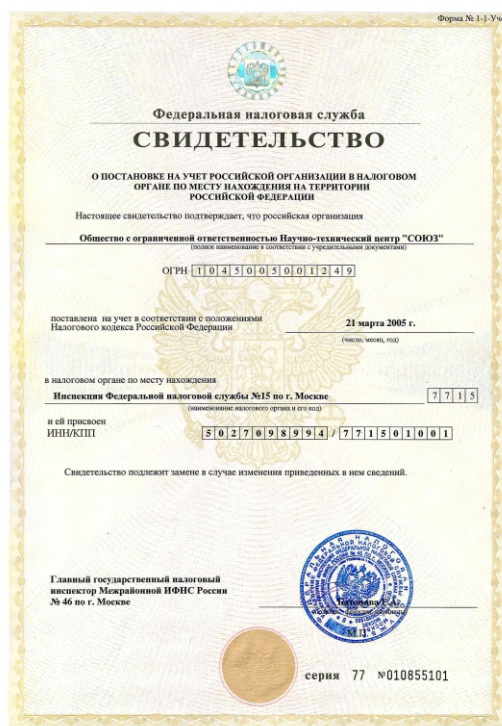 Форма № 1-1-Уч
Федеральная налоговая служба
СВИДЕТЕЛЬСТВО
О ПОСТАНОВКЕ НА УЧЕТ РОССИЙСКОЙ ОРГАНИЗАЦИИ В НАЛОГОВОМ
ОРГАНЕ ПО МЕСТУ НАХОЖДЕНИЯ НА ТЕРРИТОРИИ
РОССИЙСКОЙ ФЕДЕРАЦИИ
Настоящее свидетельство подтверждает, что российская организация
Общество с ограниченной ответственностью Научно-технический центр "СОЮЗ"
(полное наименование в соответствии с учредительными документами)
ОГРН 1045005001249
поставлена на учет в соответствии с положениями
Налогового кодекса Российской Федерации
21 марта 2005 г.
(число, месяц, год)
в налоговом органе по месту нахождения
Инспекция Федеральной налоговой службы №15 по г. Москве 7715
(наименование налогового органа и его код)
и ей присвоен
ИНН/КПП 5027098994 / 771501001
Свидетельство подлежит замене в случае изменения приведенных в нем сведений.
Главный государственный налоговый
инспектор Межрайонной ИФНС России
№ 46 по г. Москве
М.П.
серия 77 №010855101